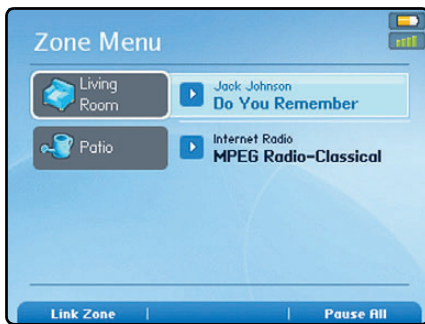 Zone Menu
Living
Room
Jack Johnson
Do You Remember
Patio
Internet Radio
MPEG Radio-Classical
Link Zone
Pause All